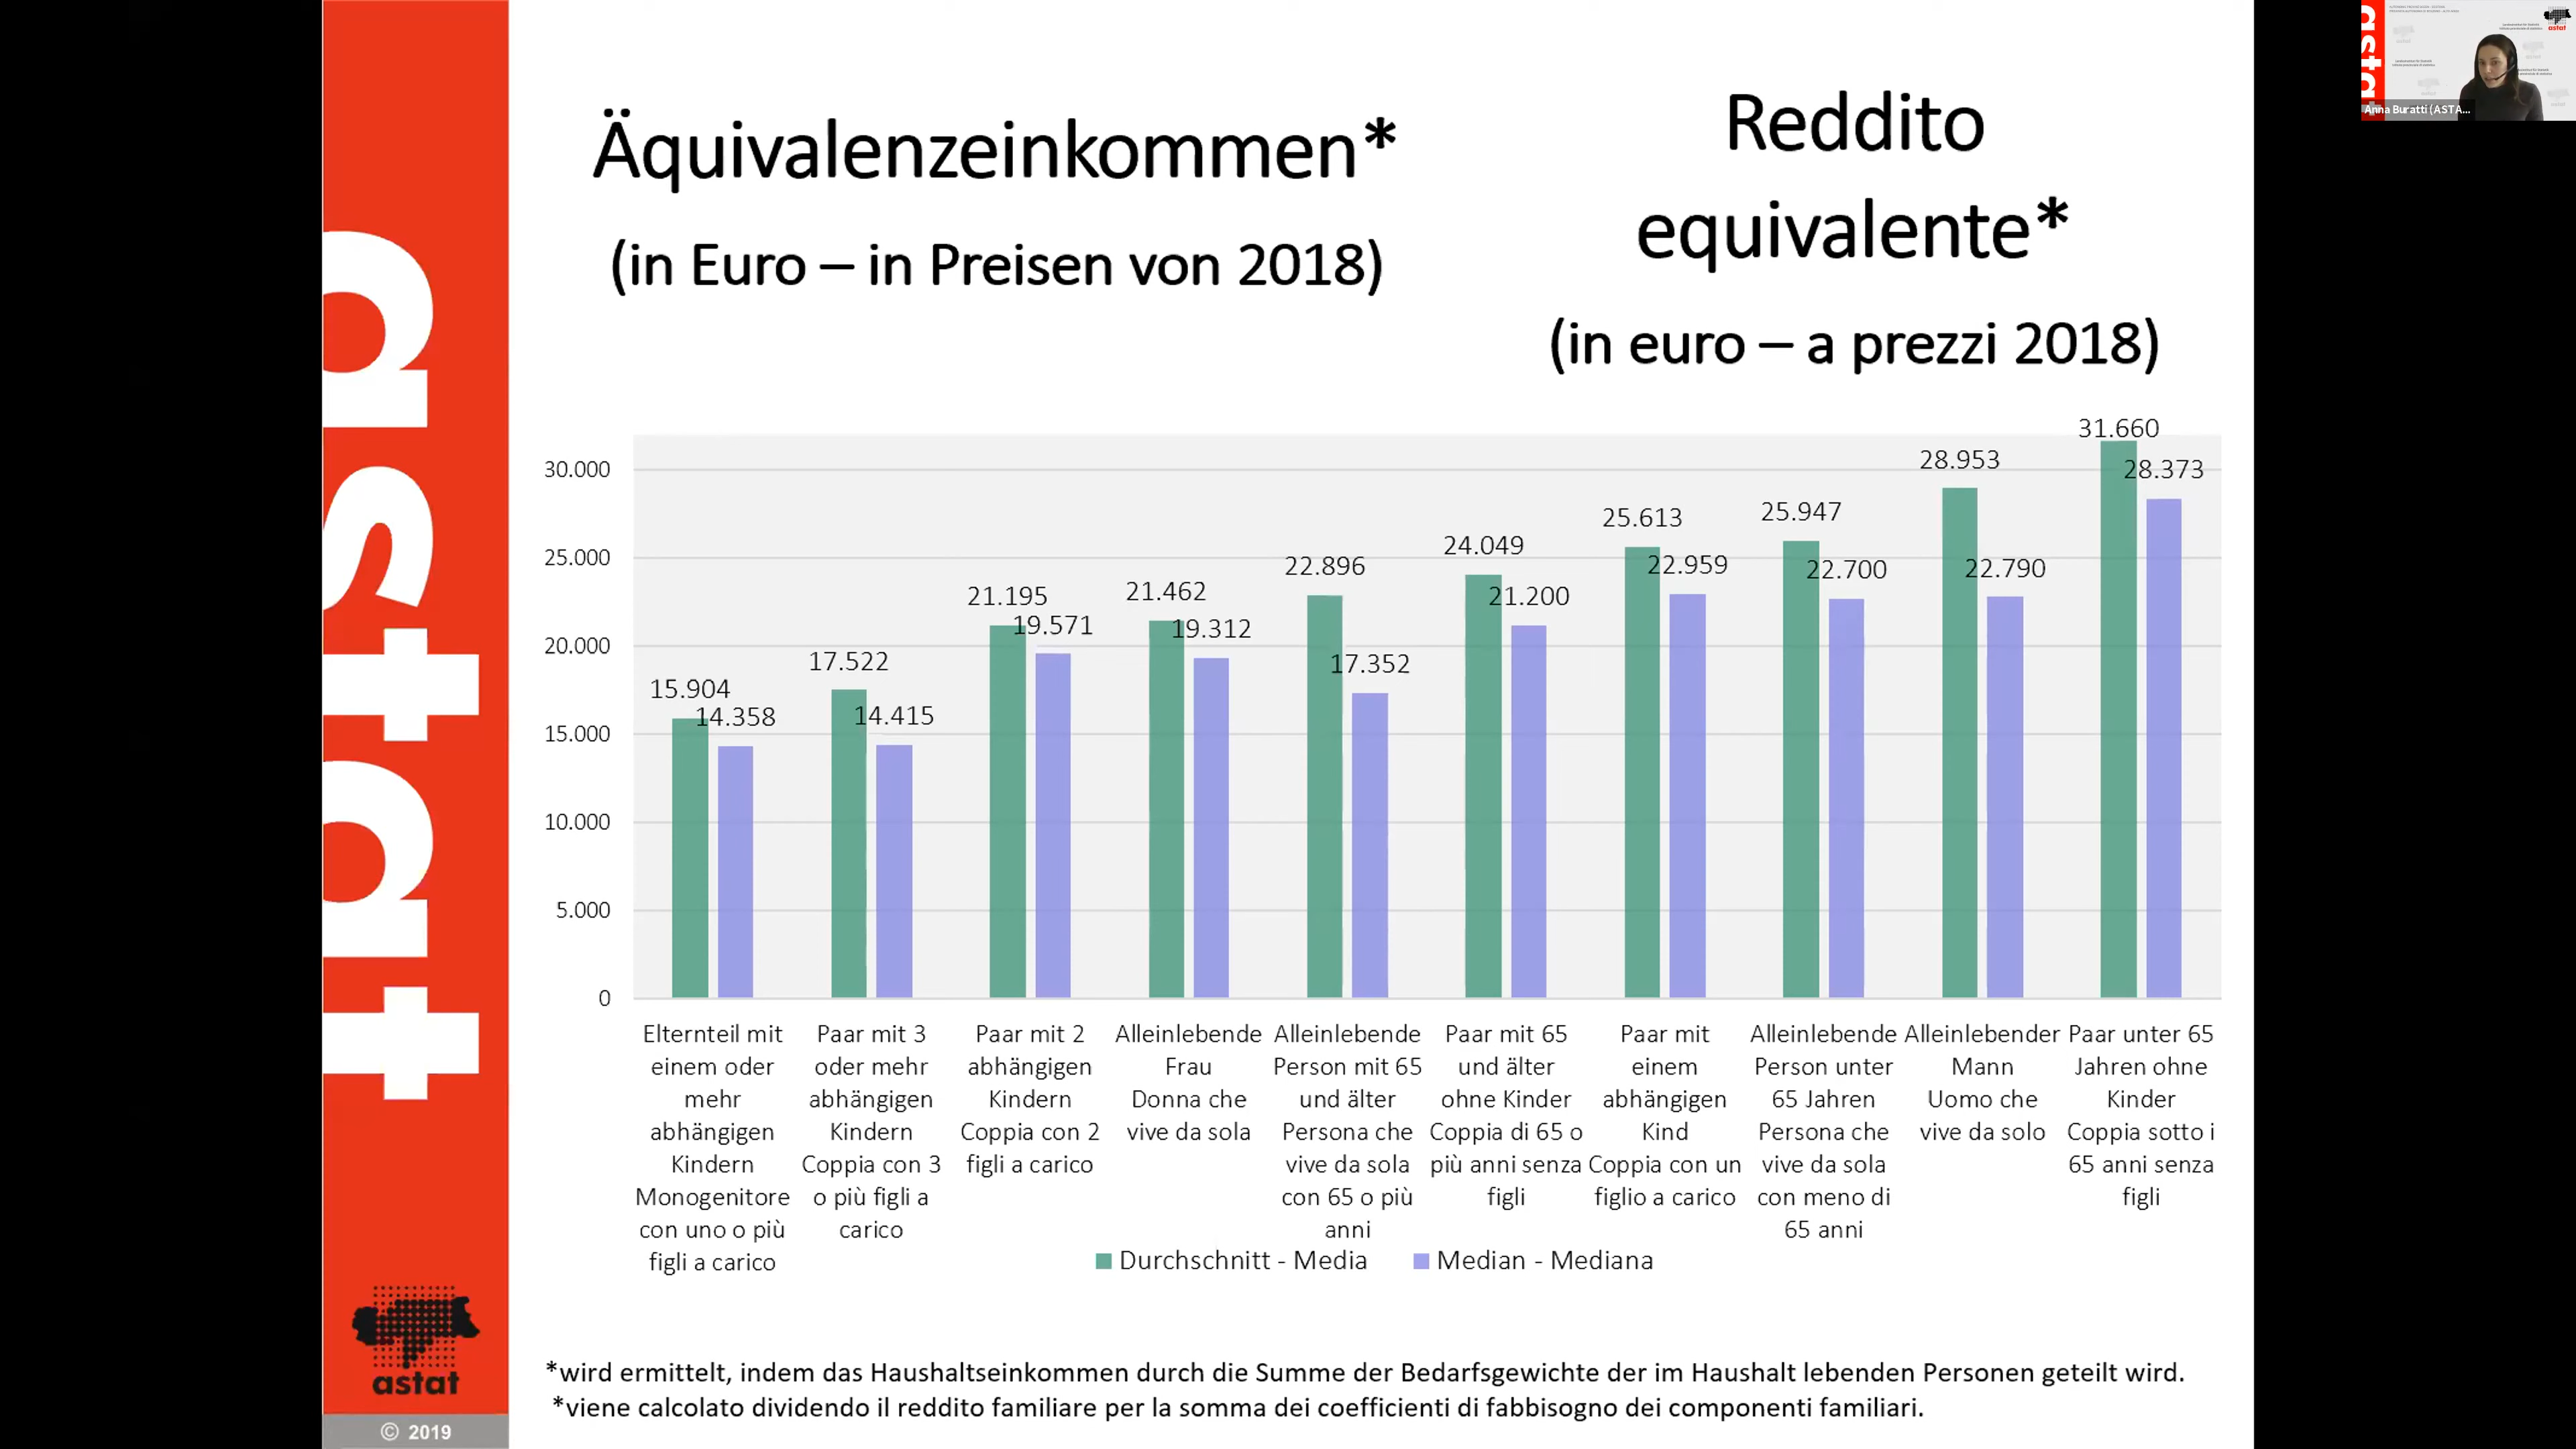 astat
Äquivalenzeinkommen*
(in Euro – in Preisen von 2018)
Reddito
equivalente*
(in euro – a prezzi 2018)
30.000
25.000
20.000
15.000
10.000
5.000
0
15.904
14.358
17.522
14.415
21.195
19.571
21.462
19.312
22.896
17.352
24.049
21.200
25.613
22.959
25.947
22.700
28.953
22.790
31.660
28.373
Elternteil mit
einem oder
mehr
abhängigen
Kindern
Monogenitore
con uno o più
figli a carico
Paar mit 3
oder mehr
abhängigen
Kindern
Coppia con 3
o più figli a
carico
Paar mit 2
abhängigen
Kindern
Coppia con 2
figli a carico
Alleinlebende
Frau
Donna che
vive da sola
Alleinlebende
Person mit 65
und älter
Persona che
vive da sola
con 65 o più
anni
Paar mit 65
und älter
ohne Kinder
Coppia di 65 o
più anni senza
figli
Paar mit
einem
abhängigen
Kind
Coppia con un
figlio a carico
Alleinlebende
Person unter
65 Jahren
Persona che
vive da sola
con meno di
65 anni
Alleinlebender
Mann
Uomo che
vive da solo
Paar unter 65
Jahren ohne
Kinder
Coppia sotto i
65 anni senza
figli
Durchschnitt - Media
Median - Mediana
*wird ermittelt, indem das Haushaltseinkommen durch die Summe der Bedarfsgewichte der im Haushalt lebenden Personen geteilt wird.
*viene calcolato dividendo il reddito familiare per la somma dei coefficienti di fabbisogno dei componenti familiari.
astat
© 2019
astat
astat
Anna Buratti (ASTA...